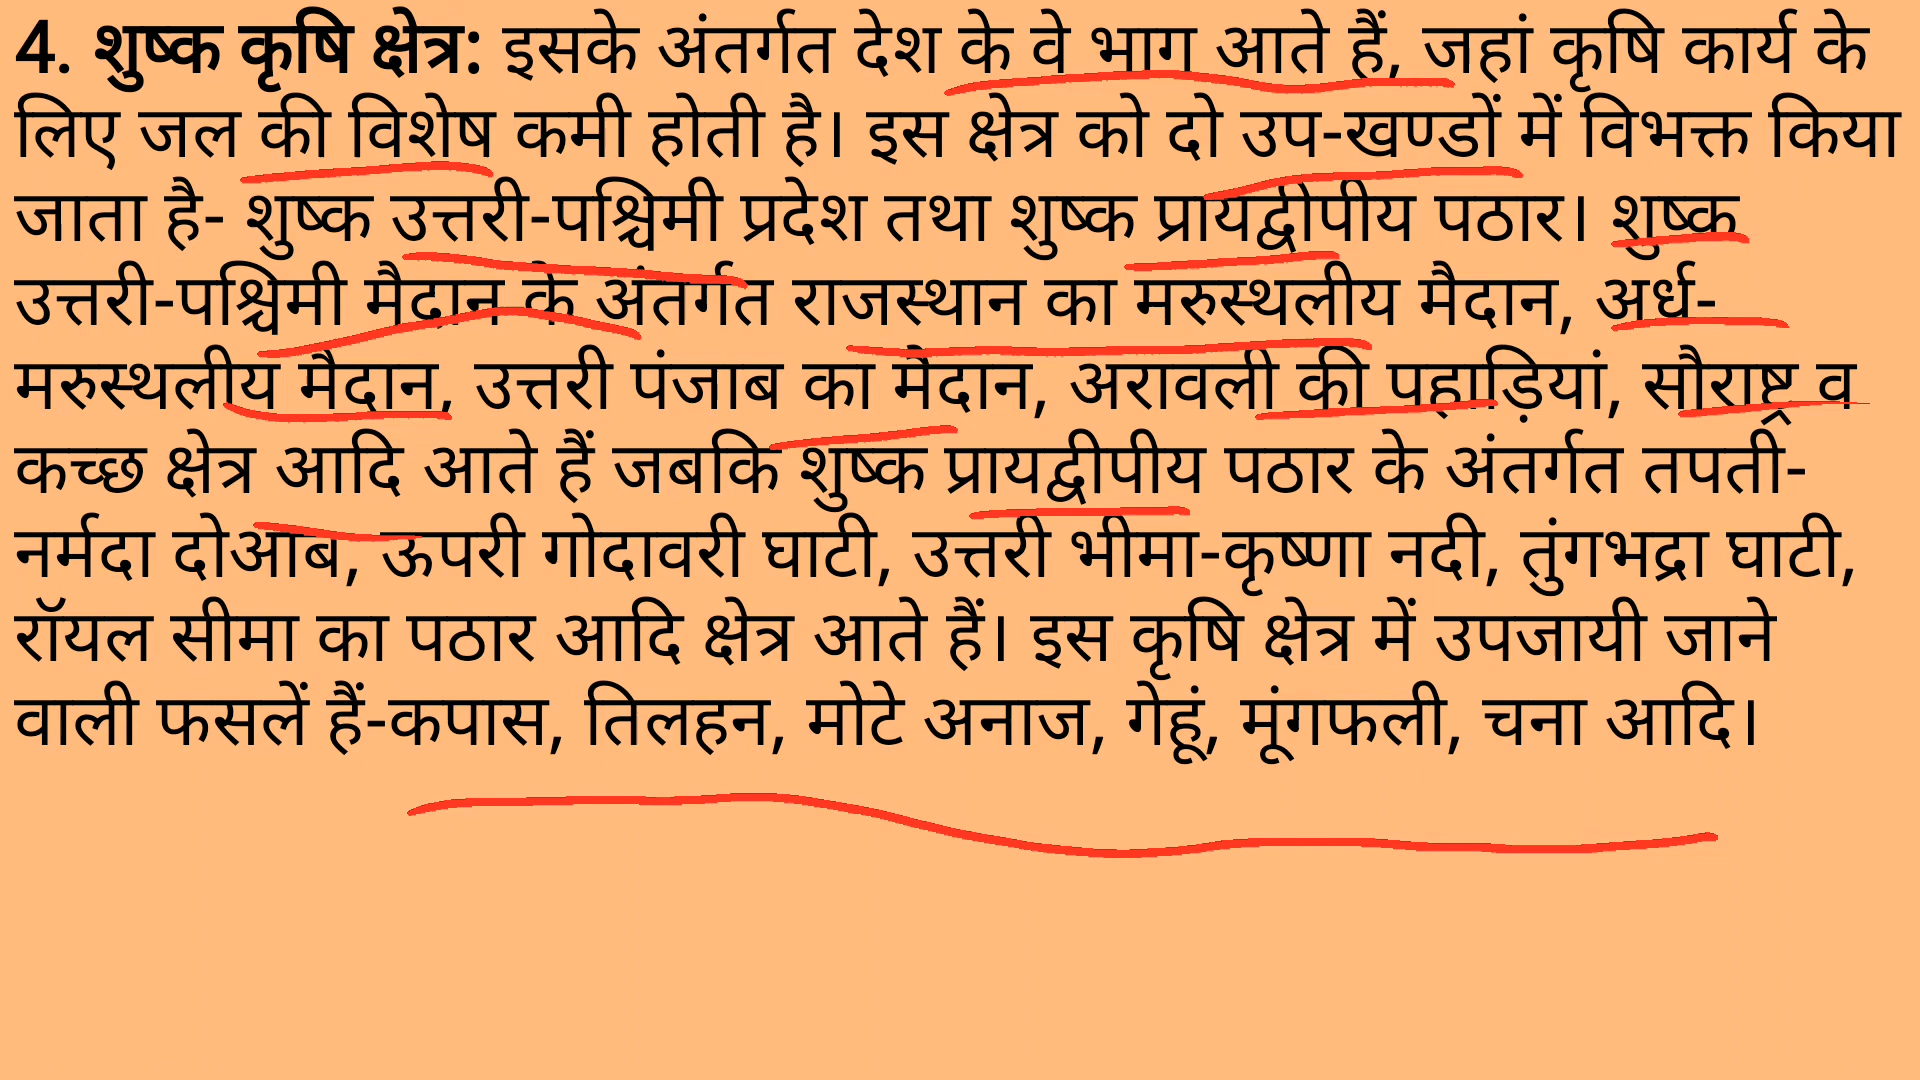 4. शुष्क कृषि क्षेत्र: इसके अंतर्गत देश के वे भाग आते हैं, जहां कृषि कार्य के
लिए जल की विशेष कमी होती है। इस क्षेत्र को दो उप-खण्डों में विभक्त किया
जाता है- शुष्क उत्तरी-पश्चिमी प्रदेश तथा शुष्क प्रायद्वीपीय पठार। शुष्क
उत्तरी-पश्चिमी मैदान के अंतर्गत राजस्थान का मरुस्थलीय मैदान, अर्ध-
मरुस्थलीय मैदान, उत्तरी पंजाब का मैदान, अरावली की पहाड़ियां, सौराष्ट्र व
कच्छ क्षेत्र आदि आते हैं जबकि शुष्क प्रायद्वीपीय पठार के अंतर्गत तपती-
नर्मदा दोआब, ऊपरी गोदावरी घाटी, उत्तरी भीमा-कृष्णा नदी, तुंगभद्रा घाटी,
रॉयल सीमा का पठार आदि क्षेत्र आते हैं। इस कृषि क्षेत्र में उपजायी जाने
वाली फसलें हैं-कपास, तिलहन, मोटे अनाज, गेहूं, मूंगफली, चना आदि।